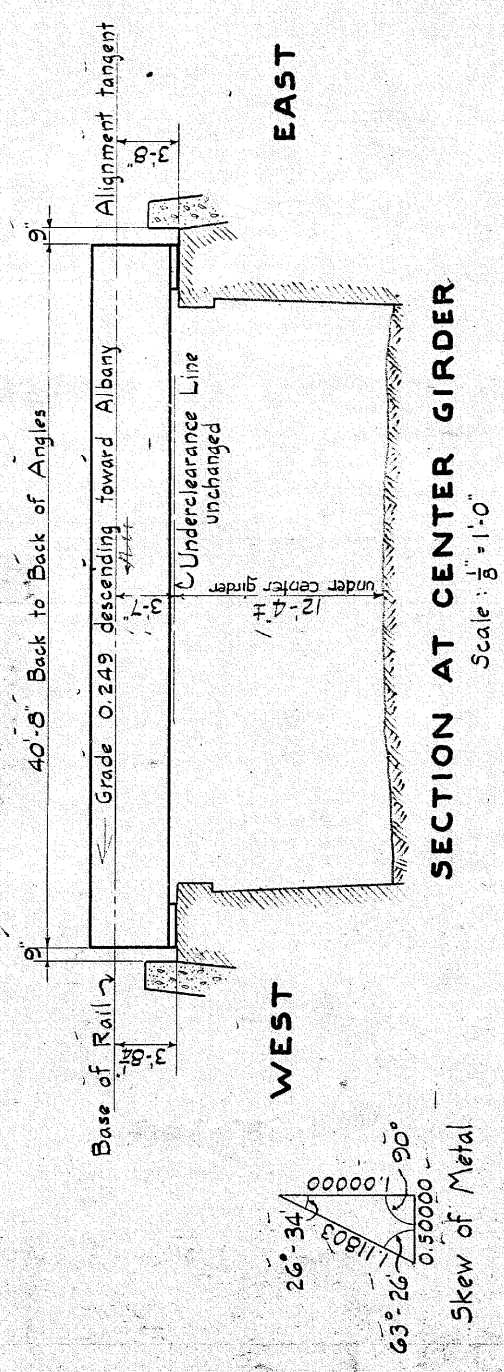 40'-8" Back to Back of Angles
9"
9"
Base of Rail
Grade 0.249 descending toward Albany
Alignment tangent
3'-8¼"
3'-7"
3'-8"
Underclearance Line
unchanged
12'-4" ±
under center girder
WEST
EAST
26°-34'
1.00000
1.11803
63°-26'
90°
0.50000
Skew of Metal
SECTION AT CENTER GIRDER
Scale: ⅛" = 1'-0"